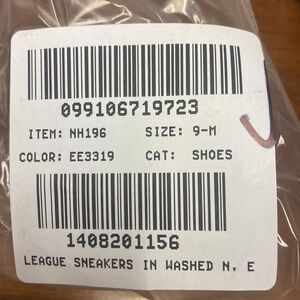 099106719723
ITEM: NH196 SIZE: 9-M
COLOR: EE3319 CAT: SHOES
1408201156
LEAGUE SNEAKERS IN WASHED N, E